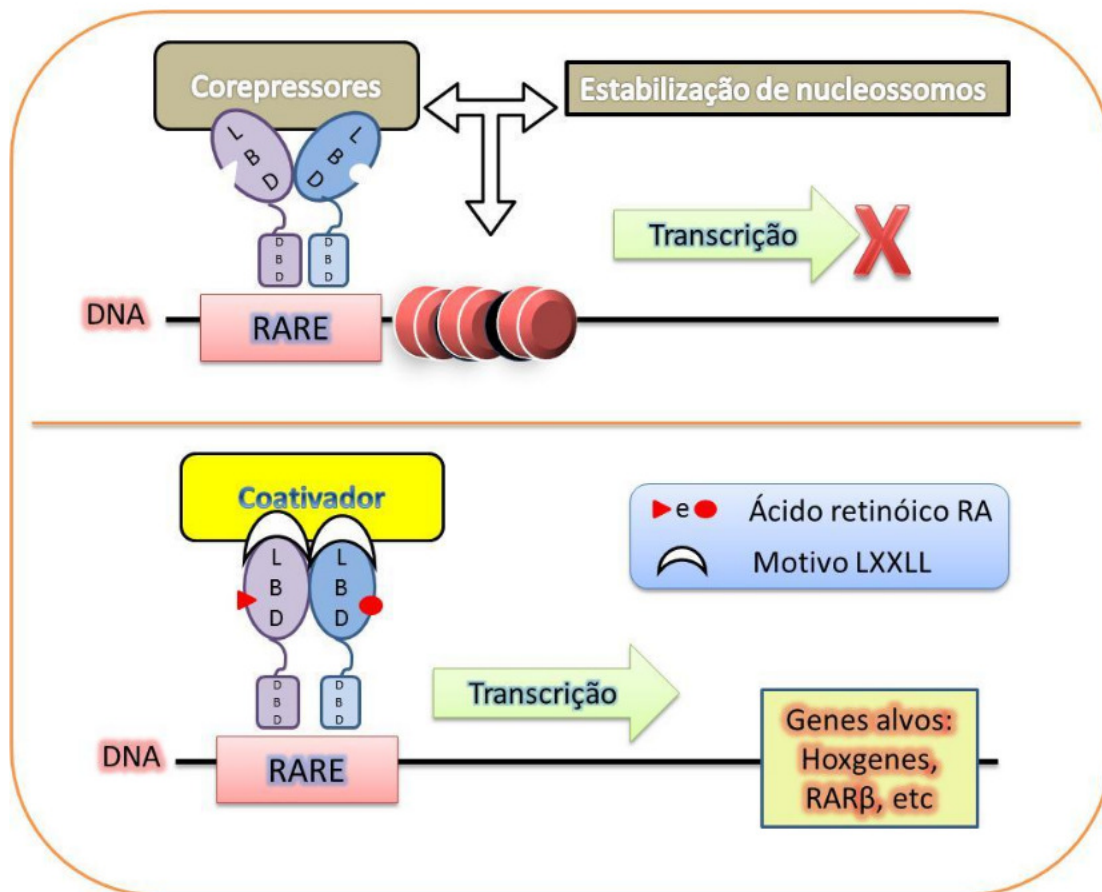 Corepressores
Estabilização de nucleossomos
L
B
D
L
B
D
D
B
D
D
B
D
Transcrição
X
DNA
RARE
Coativador
L
B
D
L
B
D
D
B
D
D
B
D
e Ácido retinóico RA
Motivo LXXLL
Transcrição
Genes alvos:
Hoxgenes,
RARβ, etc
DNA
RARE